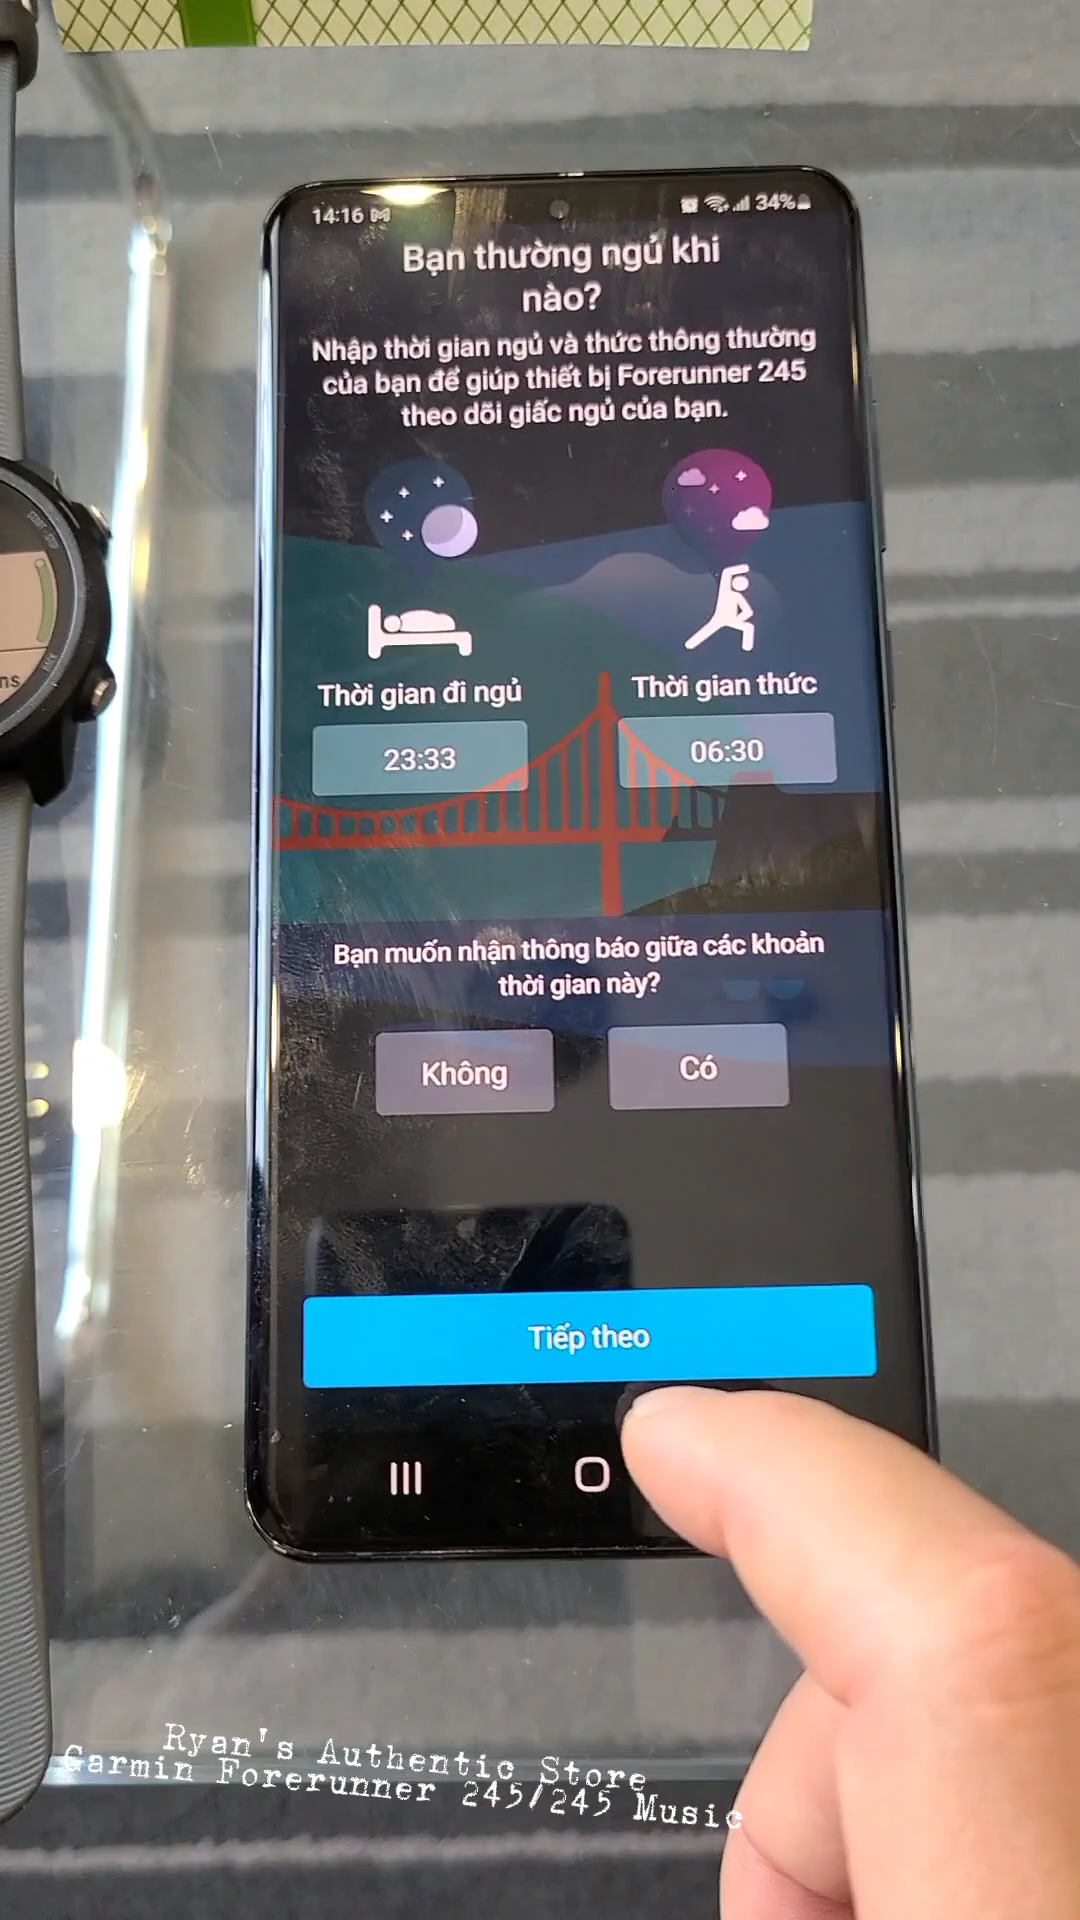 14:16
34%
Bạn thường ngủ khi
nào?
Nhập thời gian ngủ và thức thông thường
của bạn để giúp thiết bị Forerunner 245
theo dõi giấc ngủ của bạn.
Thời gian đi ngủ
Thời gian thức
23:33
06:30
Bạn muốn nhận thông báo giữa các khoản
thời gian này?
Không
Có
Tiếp theo
ns
BACK
Ryan's Authentic Store
Garmin Forerunner 245/245 Music